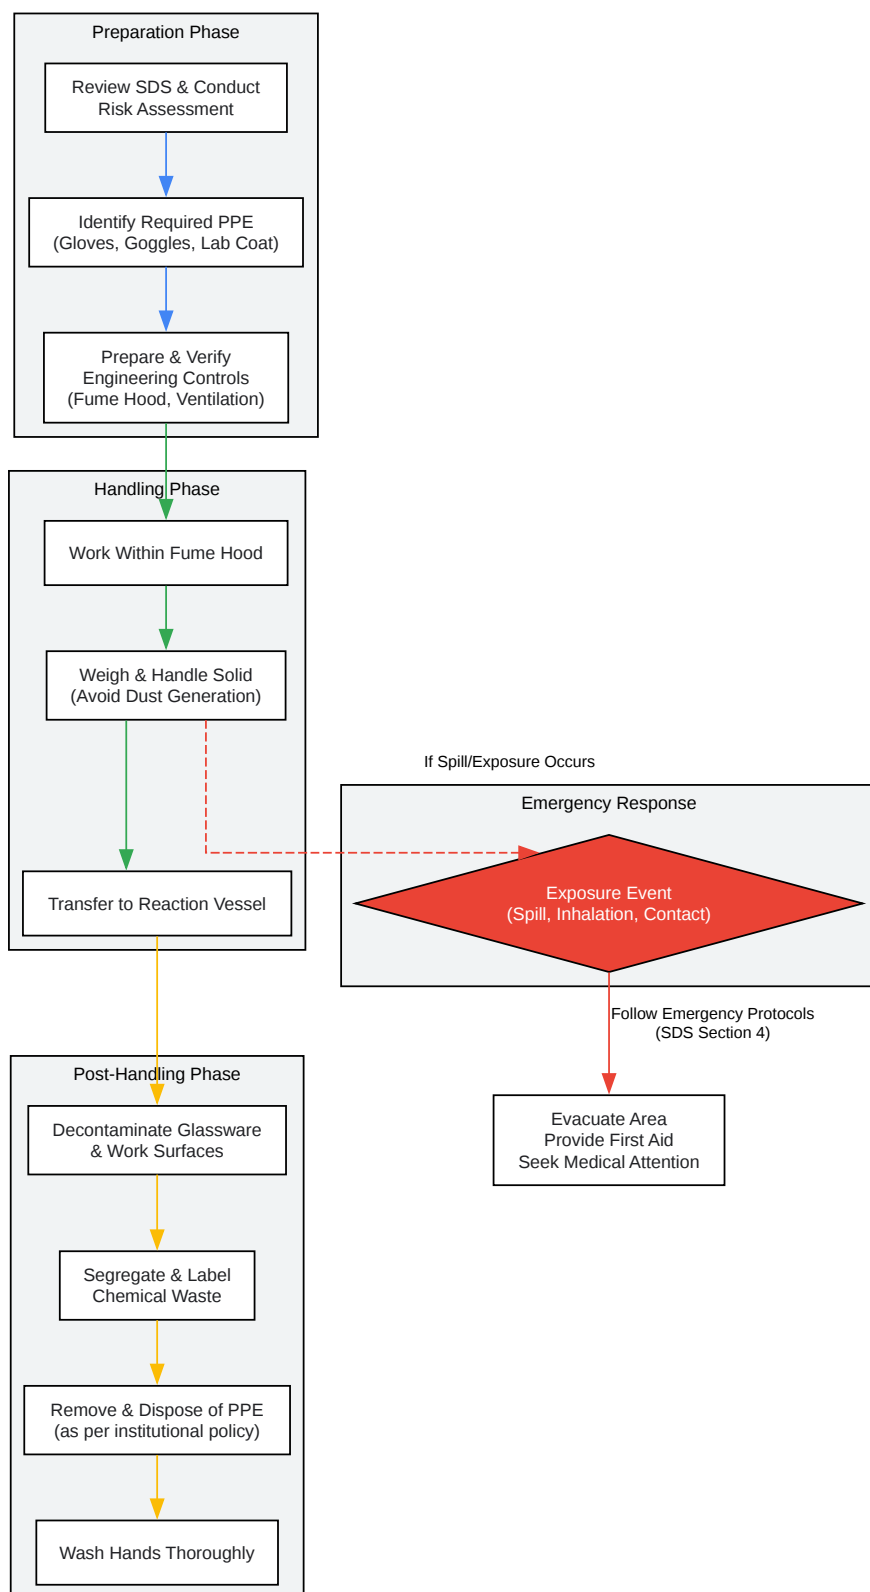 Preparation Phase
Review SDS & Conduct
Risk Assessment
Identify Required PPE
(Gloves, Goggles, Lab Coat)
Prepare & Verify
Engineering Controls
(Fume Hood, Ventilation)
Handling Phase
Work Within Fume Hood
Weigh & Handle Solid
(Avoid Dust Generation)
If Spill/Exposure Occurs
Emergency Response
Exposure Event
(Spill, Inhalation, Contact)
Transfer to Reaction Vessel
Follow Emergency Protocols
(SDS Section 4)
Evacuate Area
Provide First Aid
Seek Medical Attention
Post-Handling Phase
Decontaminate Glassware
& Work Surfaces
Segregate & Label
Chemical Waste
Remove & Dispose of PPE
(as per institutional policy)
Wash Hands Thoroughly